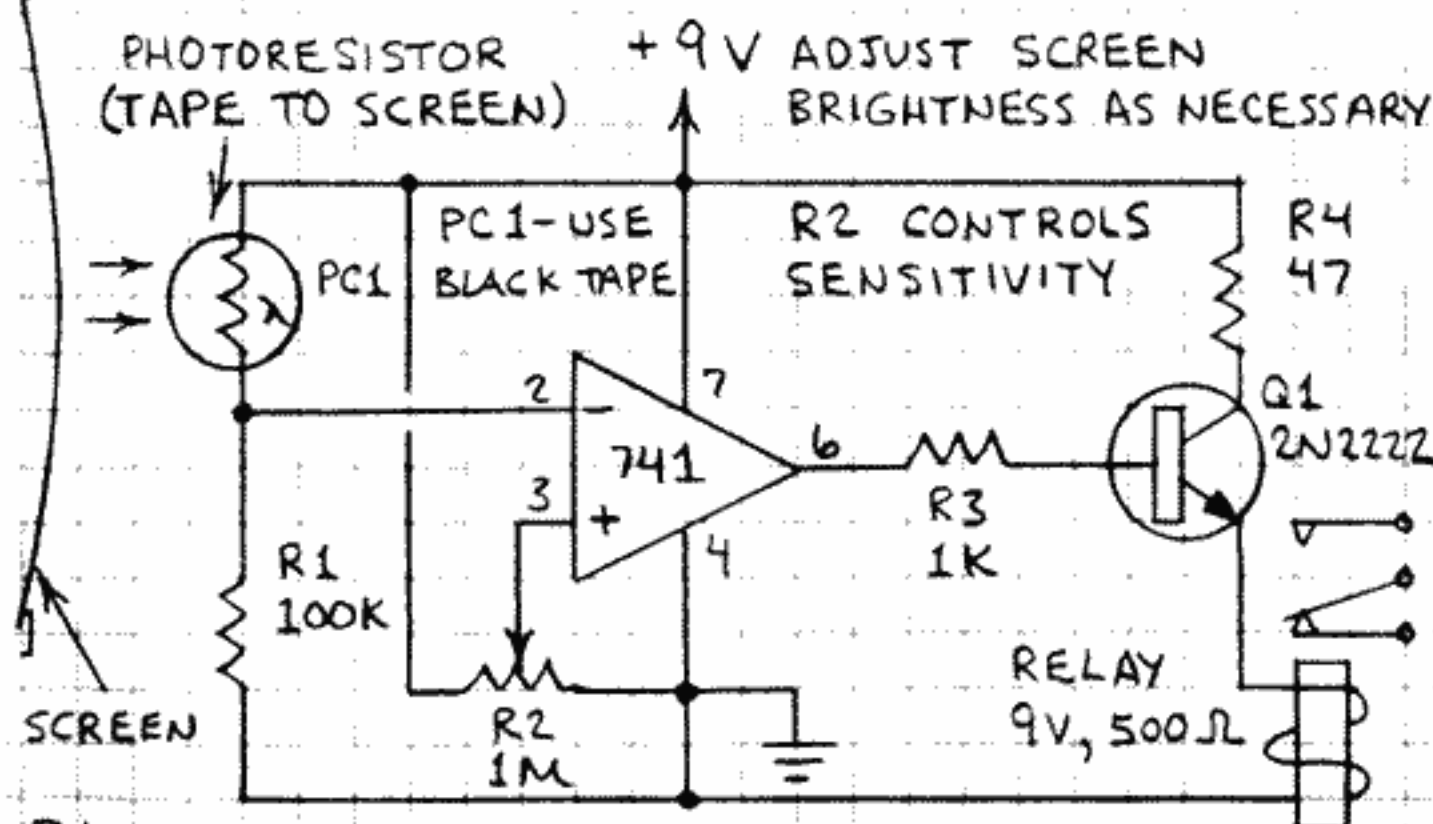 PHOTORESISTOR
(TAPE TO SCREEN)
+9V
ADJUST SCREEN
BRIGHTNESS AS NECESSARY
PC1
λ
PC1-USE
BLACK TAPE
R2 CONTROLS
SENSITIVITY
R4
47
2
-
7
741
3
+
4
6
R3
1K
Q1
2N2222
R1
100K
R2
1M
RELAY
9V, 500Ω
SCREEN